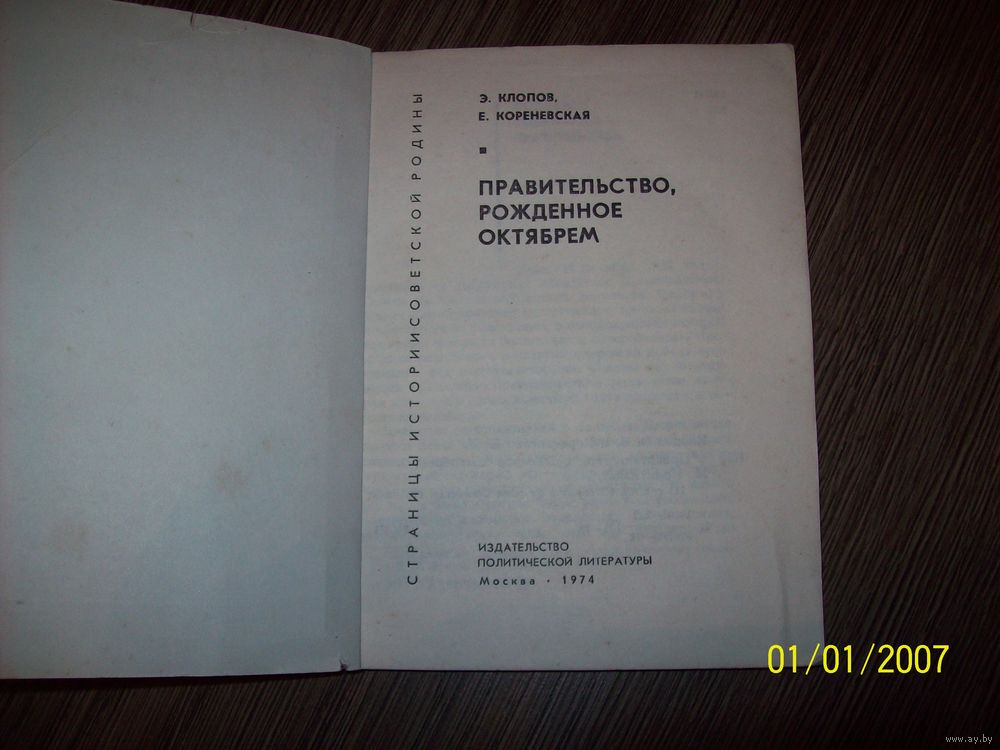 СТРАНИЦЫ ИСТОРИИ СОВЕТСКОЙ РОДИНЫ
Э. КЛОПОВ,
Е. КОРЕНЕВСКАЯ
ПРАВИТЕЛЬСТВО,
РОЖДЕННОЕ
ОКТЯБРЕМ
ИЗДАТЕЛЬСТВО
ПОЛИТИЧЕСКОЙ ЛИТЕРАТУРЫ
Москва · 1974
01/01/2007
www.ay.by